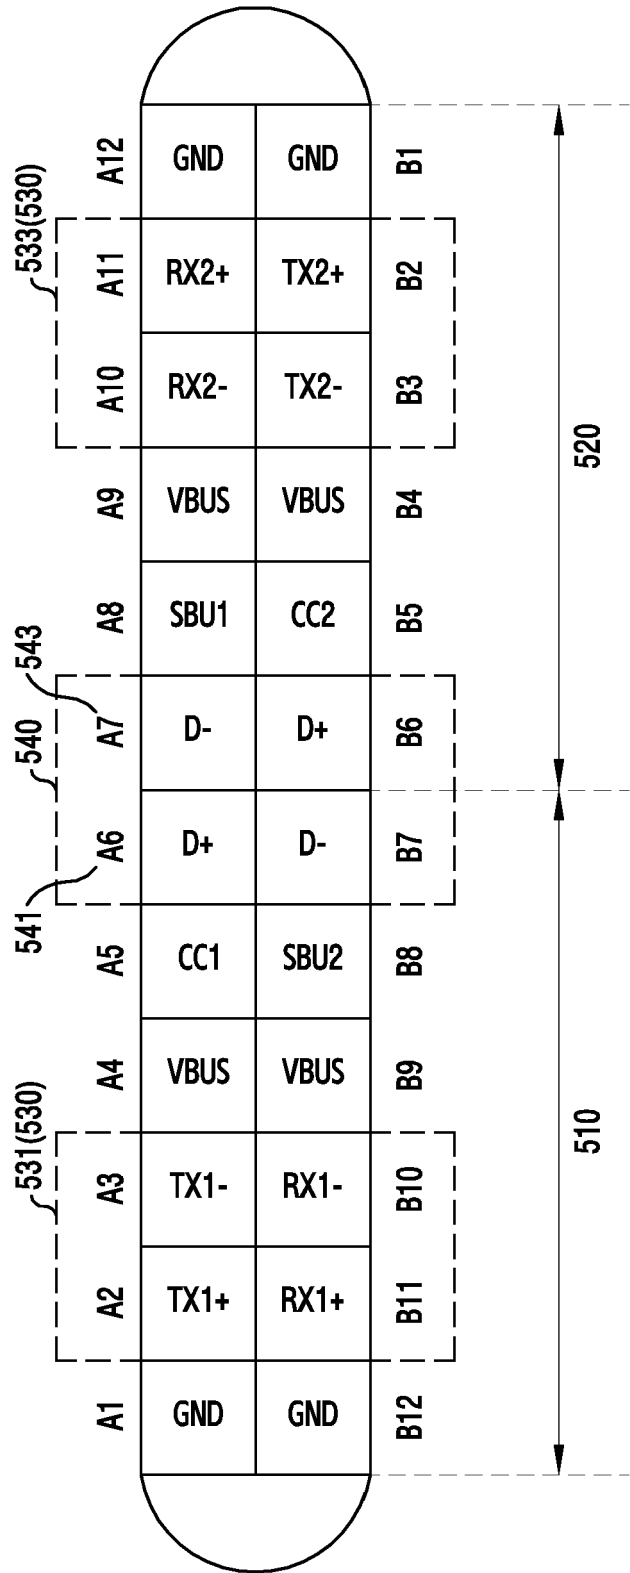 533(530)
A12 GND GND B1
A11 RX2+ TX2+ B2
A10 RX2- TX2- B3
A9 VBUS VBUS B4
520
A8 SBU1 CC2 B5
543
540
A7 D- D+ B6
A6 D+ D- B7
541
A5 CC1 SBU2 B8
A4 VBUS VBUS B9
510
531(530)
A3 TX1- RX1- B10
A2 TX1+ RX1+ B11
A1 GND GND B12